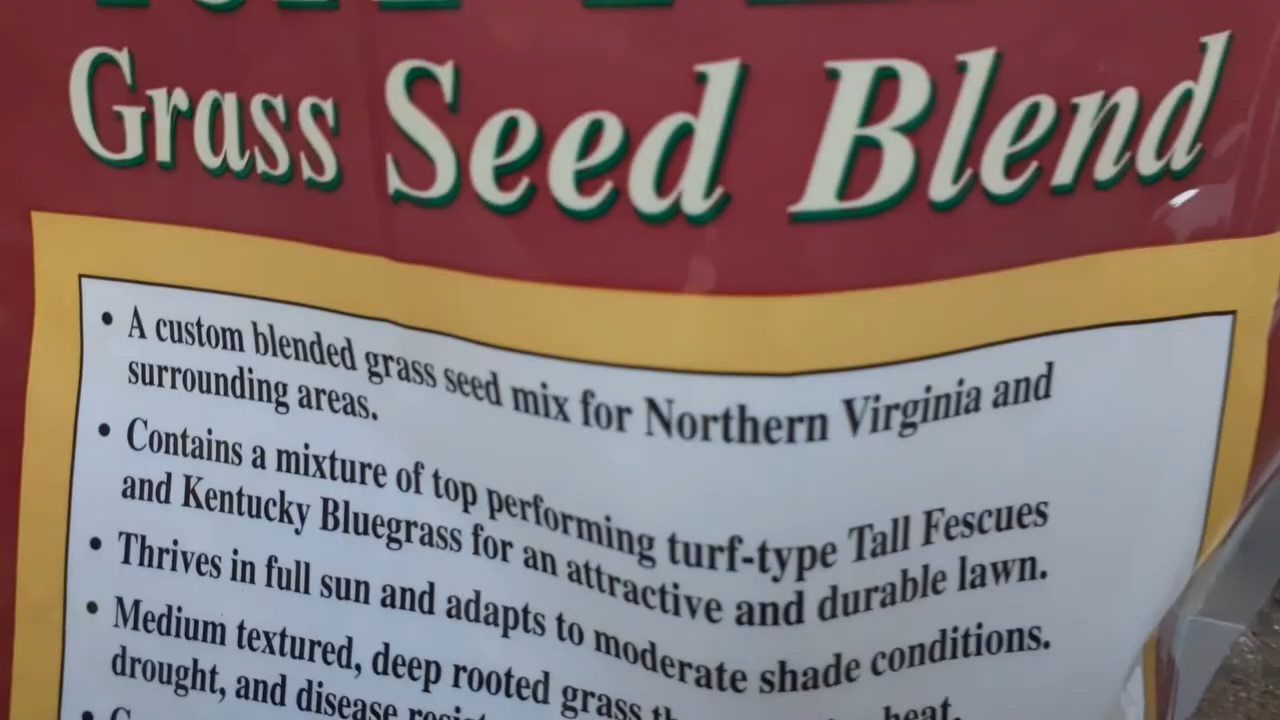 Grass Seed Blend
• A custom blended grass seed mix for Northern Virginia and
surrounding areas.
• Contains a mixture of top performing turf-type Tall Fescues
and Kentucky Bluegrass for an attractive and durable lawn.
• Thrives in full sun and adapts to moderate shade conditions.
• Medium textured, deep rooted grass heat,
drought, and disease